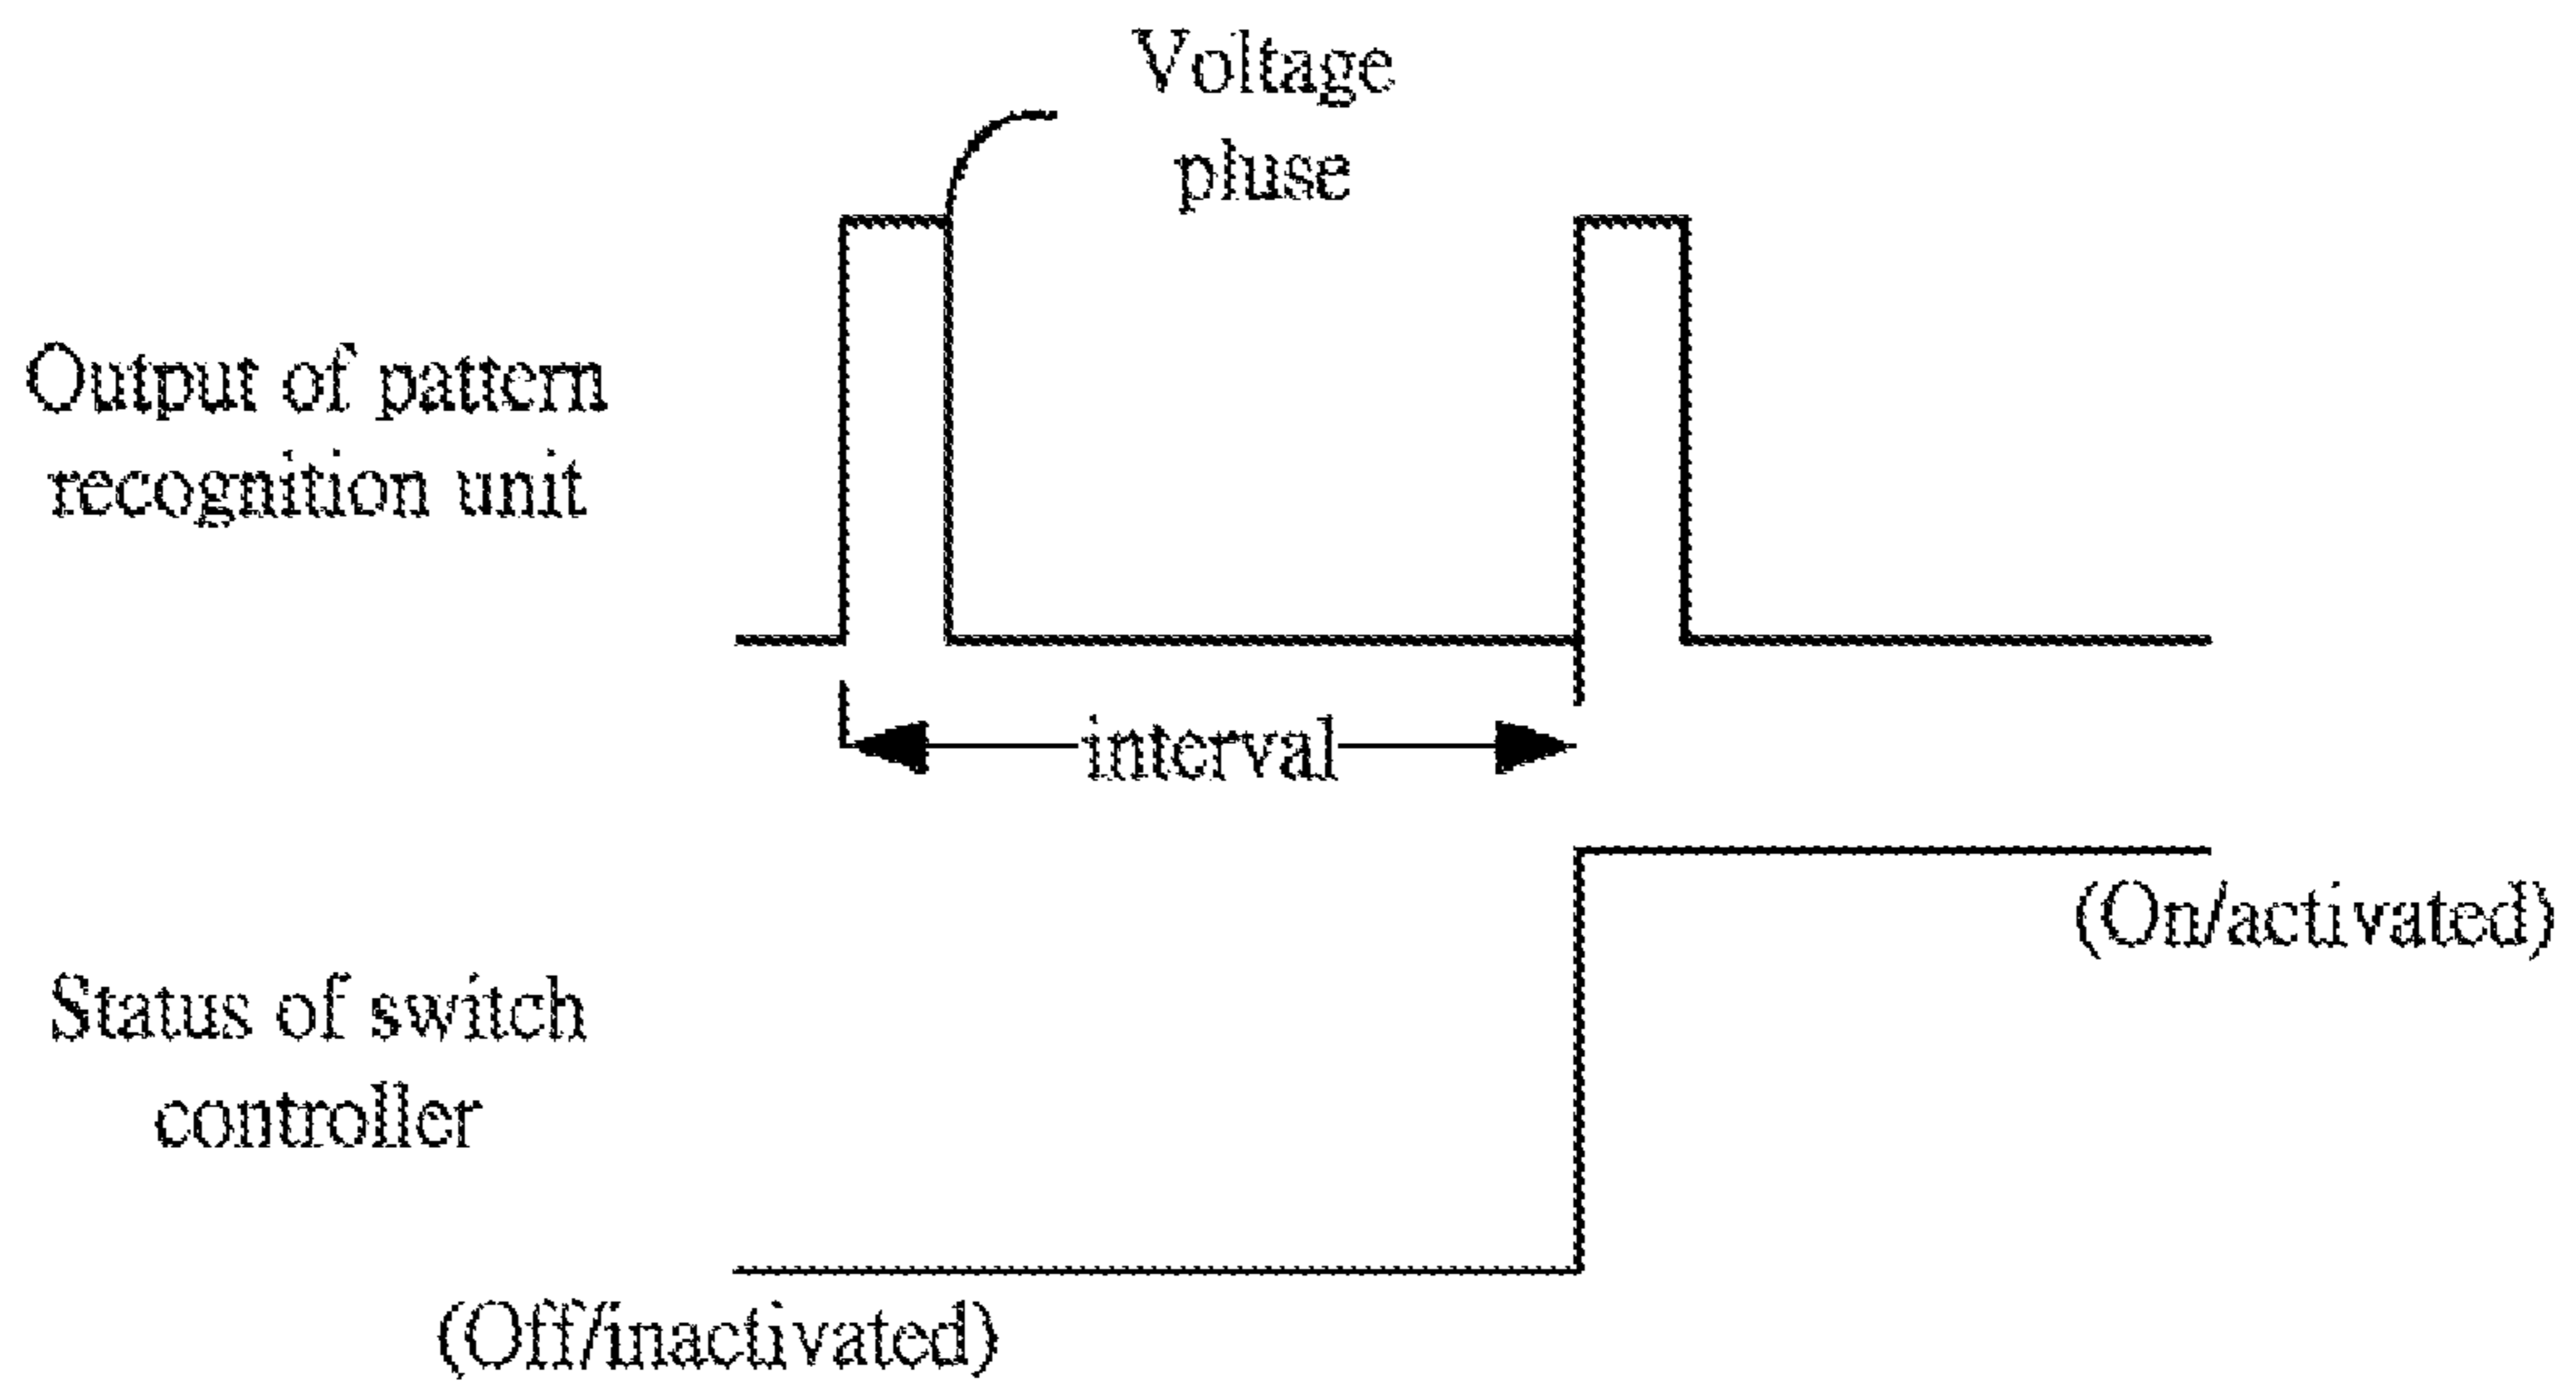 Voltage
pluse
Output of pattern
recognition unit
interval
(On/activated)
Status of switch
controller
(Off/inactivated)